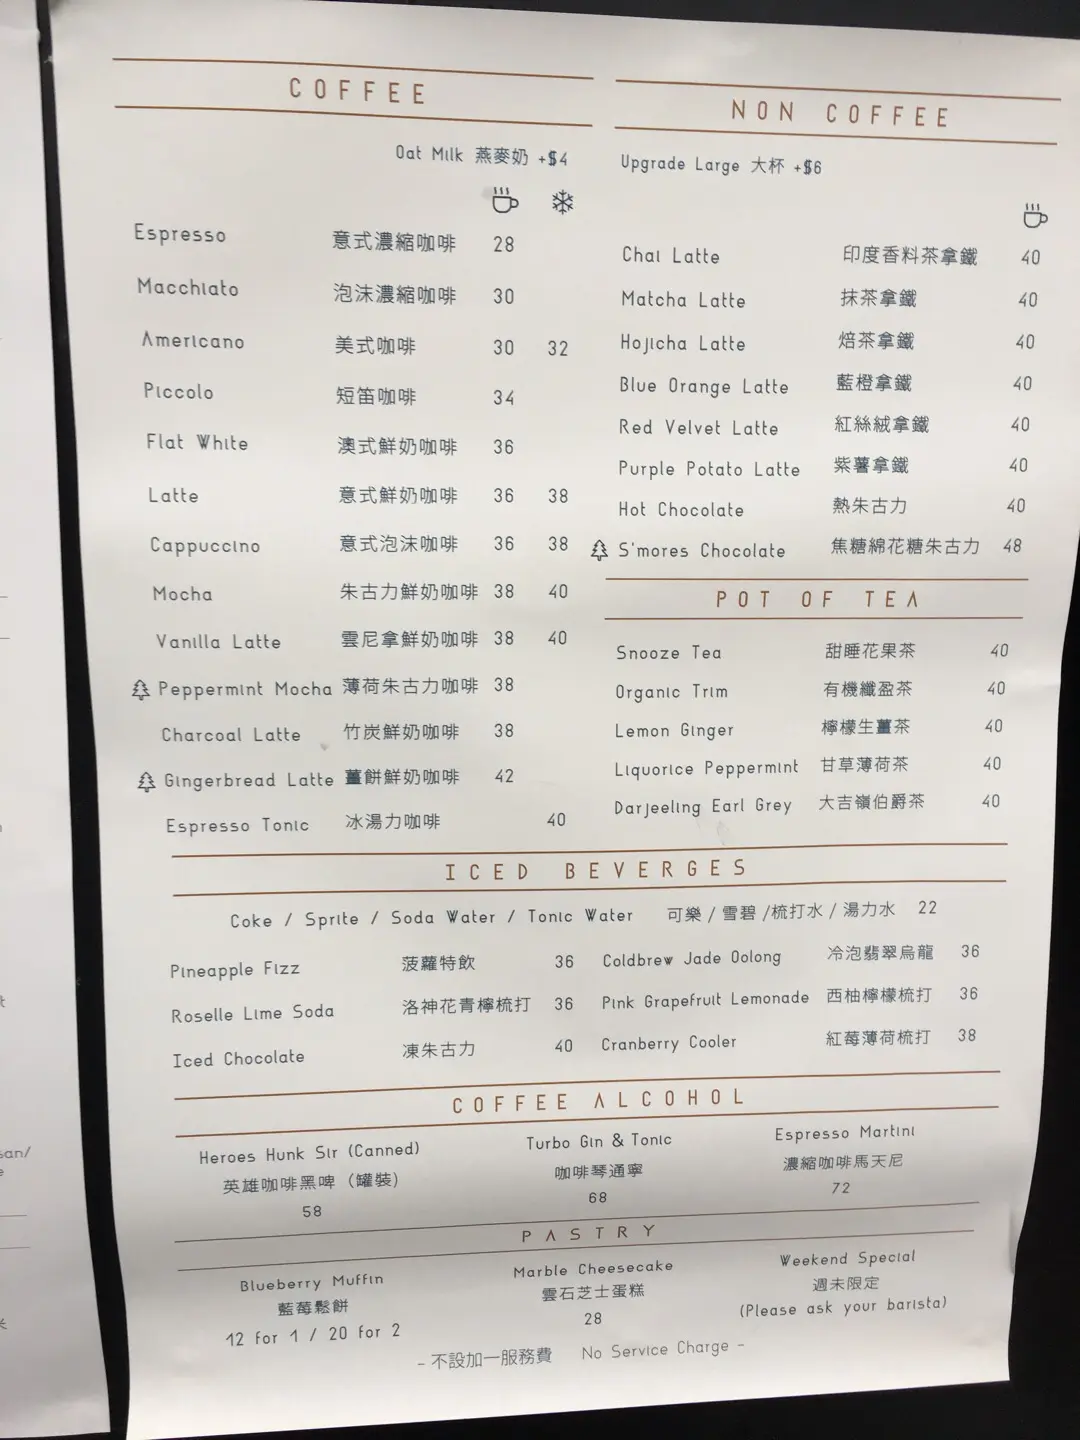 COFFEE
Oat Milk 燕麥奶 +$4
Espresso 意式濃縮咖啡 28
Macchiato 泡沫濃縮咖啡 30
Americano 美式咖啡 30 32
Piccolo 短笛咖啡 34
Flat White 澳式鮮奶咖啡 36
Latte 意式鮮奶咖啡 36 38
Cappuccino 意式泡沫咖啡 36 38
Mocha 朱古力鮮奶咖啡 38 40
Vanilla Latte 雲尼拿鮮奶咖啡 38 40
Peppermint Mocha 薄荷朱古力咖啡 38
Charcoal Latte 竹炭鮮奶咖啡 38
Gingerbread Latte 薑餅鮮奶咖啡 42
Espresso Tonic 冰湯力咖啡 40
NON COFFEE
Upgrade Large 大杯 +$6
Chai Latte 印度香料茶拿鐵 40
Matcha Latte 抹茶拿鐵 40
Hojicha Latte 焙茶拿鐵 40
Blue Orange Latte 藍橙拿鐵 40
Red Velvet Latte 紅絲絨拿鐵 40
Purple Potato Latte 紫薯拿鐵 40
Hot Chocolate 熱朱古力 40
S'mores Chocolate 焦糖綿花糖朱古力 48
POT OF TEA
Snooze Tea 甜睡花果茶 40
Organic Trim 有機纖盈茶 40
Lemon Ginger 檸檬生薑茶 40
Liquorice Peppermint 甘草薄荷茶 40
Darjeeling Earl Grey 大吉嶺伯爵茶 40
ICED BEVERGES
Coke / Sprite / Soda Water / Tonic Water 可樂 / 雪碧 /梳打水 / 湯力水 22
Pineapple Fizz 菠蘿特飲 36 Coldbrew Jade Oolong 冷泡翡翠烏龍 36
Roselle Lime Soda 洛神花青檸梳打 36 Pink Grapefruit Lemonade 西柚檸檬梳打 36
Iced Chocolate 凍朱古力 40 Cranberry Cooler 紅莓薄荷梳打 38
COFFEE ALCOHOL
Heroes Hunk Sir (Canned) Turbo Gin & Tonic Espresso Martini
英雄咖啡黑啤（罐裝） 咖啡琴通寧 濃縮咖啡馬天尼
58 68 72
PASTRY
Blueberry Muffin Marble Cheesecake Weekend Special
藍莓鬆餅 雲石芝士蛋糕 週末限定
12 for 1 / 20 for 2 28 (Please ask your barista)
- 不設加一服務費 No Service Charge -